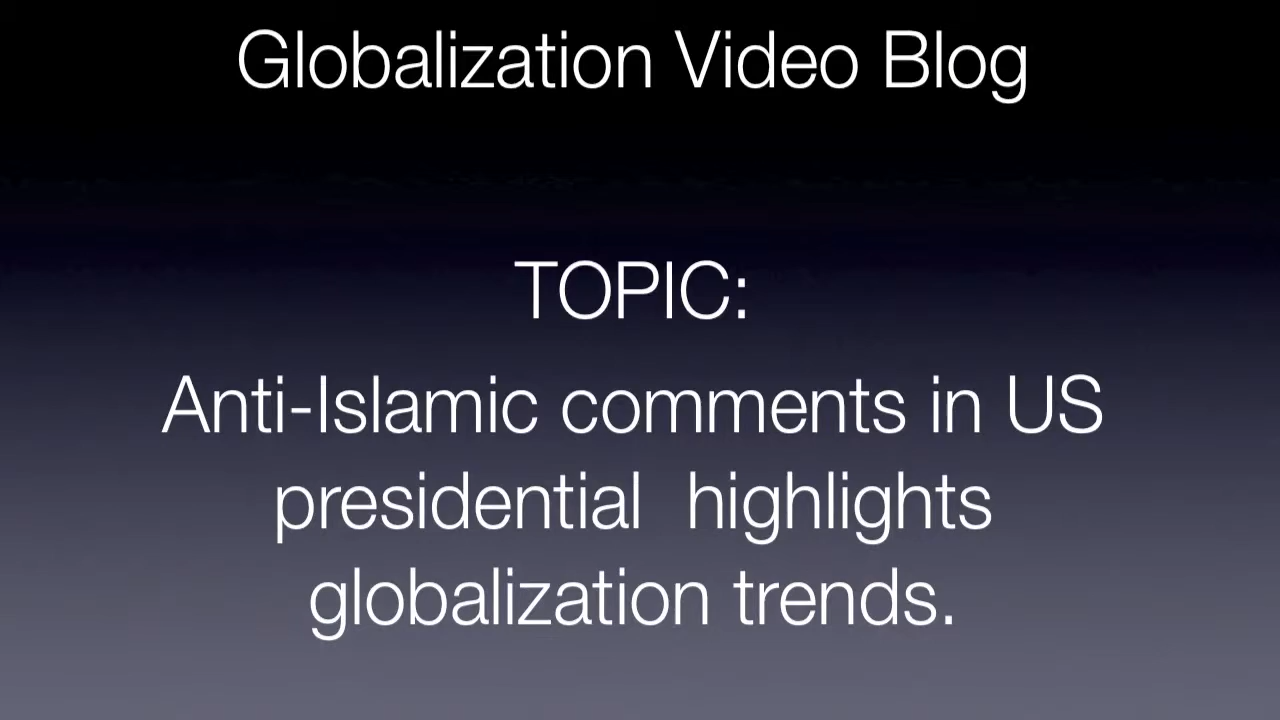 Globalization Video Blog
TOPIC:
Anti-Islamic comments in US
presidential  highlights
globalization trends.